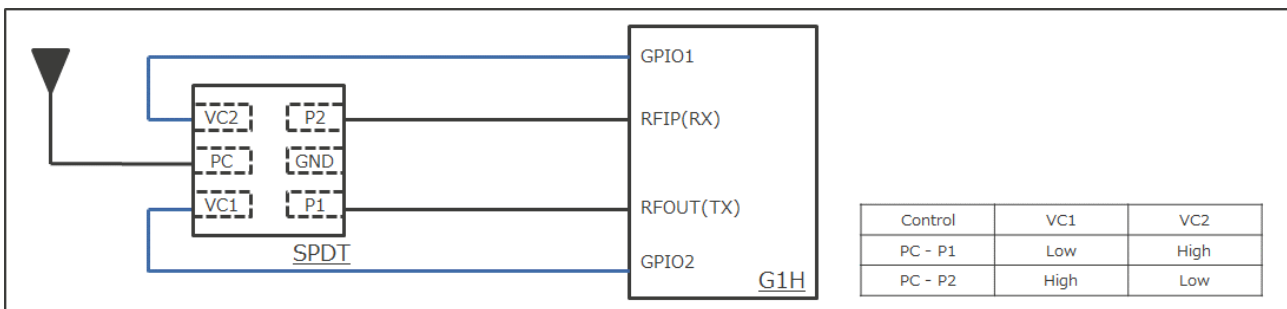 GPIO1
VC2 P2 RFIP(RX)
PC GND
VC1 P1 RFOUT(TX)
SPDT GPIO2
G1H
Control VC1 VC2
PC - P1 Low High
PC - P2 High Low